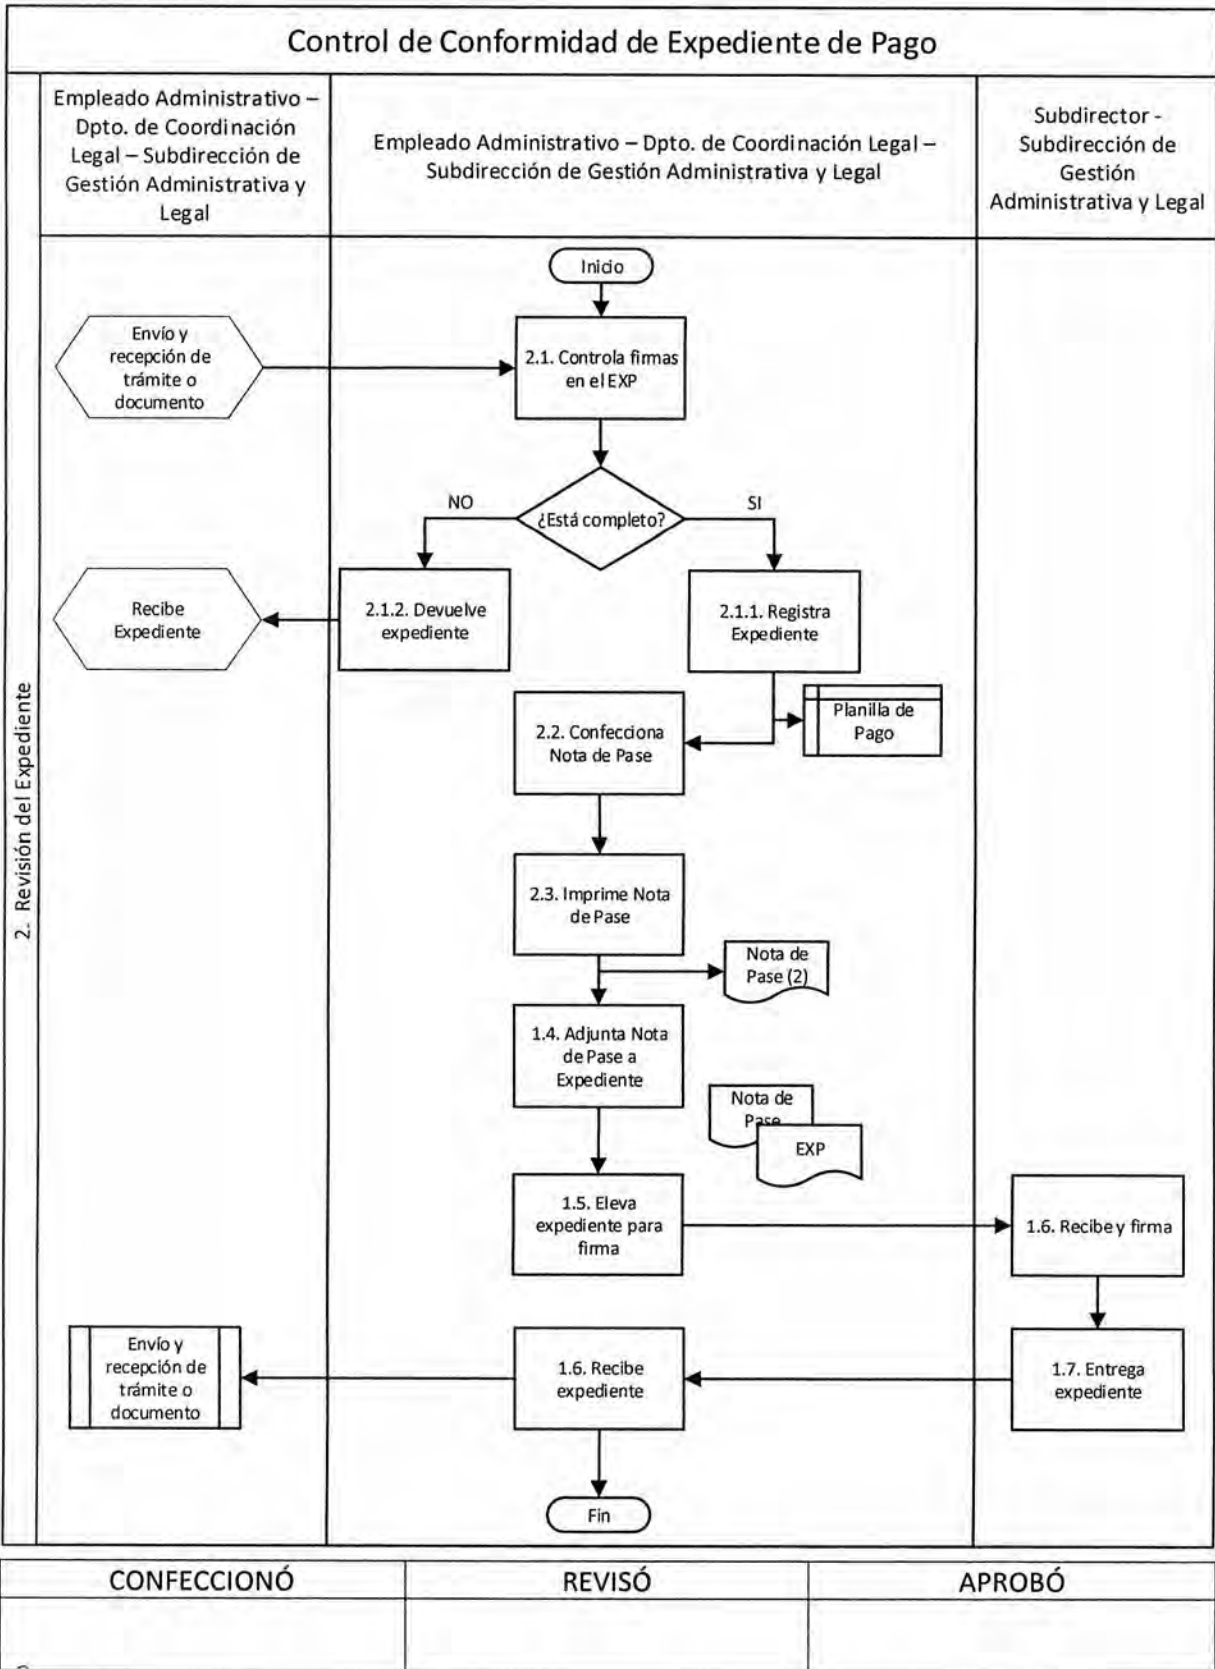 Control de Conformidad de Expediente de Pago
Empleado Administrativo –
Dpto. de Coordinación
Legal – Subdirección de
Gestión Administrativa y
Legal
Empleado Administrativo – Dpto. de Coordinación Legal –
Subdirección de Gestión Administrativa y Legal
Subdirector -
Subdirección de
Gestión
Administrativa y Legal
2. Revisión del Expediente
Inicio
Envío y
recepción de
trámite o
documento
2.1. Controla firmas
en el EXP
¿Está completo?
NO
SI
Recibe
Expediente
2.1.2. Devuelve
expediente
2.1.1. Registra
Expediente
Planilla de
Pago
2.2. Confecciona
Nota de Pase
2.3. Imprime Nota
de Pase
Nota de
Pase (2)
1.4. Adjunta Nota
de Pase a
Expediente
Nota de
Pase
EXP
1.5. Eleva
expediente para
firma
1.6. Recibe y firma
Envío y
recepción de
trámite o
documento
1.6. Recibe
expediente
1.7. Entrega
expediente
Fin
CONFECCIONÓ
REVISÓ
APROBÓ